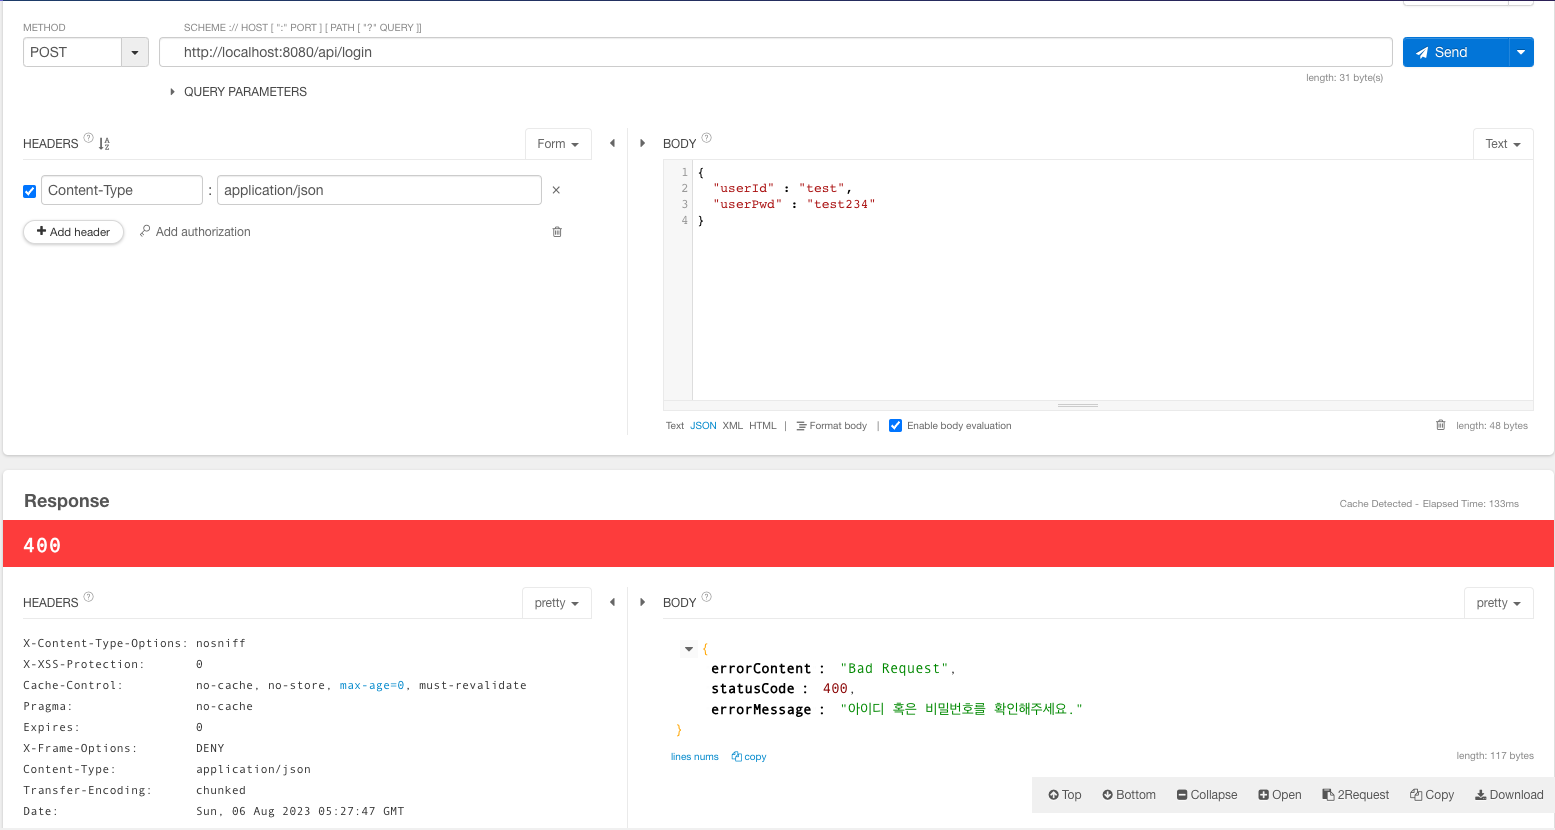 METHOD
SCHEME :// HOST [ ":" PORT ] [ PATH [ "?" QUERY ]]
POST
http://localhost:8080/api/login
Send
length: 31 byte(s)
QUERY PARAMETERS
HEADERS ?
Form
BODY ?
Text
Content-Type : application/json ×
Add header
Add authorization
1 {
2 "userId" : "test",
3 "userPwd" : "test234"
4 }
Text JSON XML HTML | Format body | Enable body evaluation
length: 48 bytes
Response
Cache Detected - Elapsed Time: 133ms
400
HEADERS ?
pretty
BODY ?
pretty
X-Content-Type-Options: nosniff
X-XSS-Protection: 0
Cache-Control: no-cache, no-store, max-age=0, must-revalidate
Pragma: no-cache
Expires: 0
X-Frame-Options: DENY
Content-Type: application/json
Transfer-Encoding: chunked
Date: Sun, 06 Aug 2023 05:27:47 GMT
{
errorContent : "Bad Request",
statusCode : 400,
errorMessage : "아이디 혹은 비밀번호를 확인해주세요."
}
lines nums copy
length: 117 bytes
Top Bottom Collapse Open 2Request Copy Download